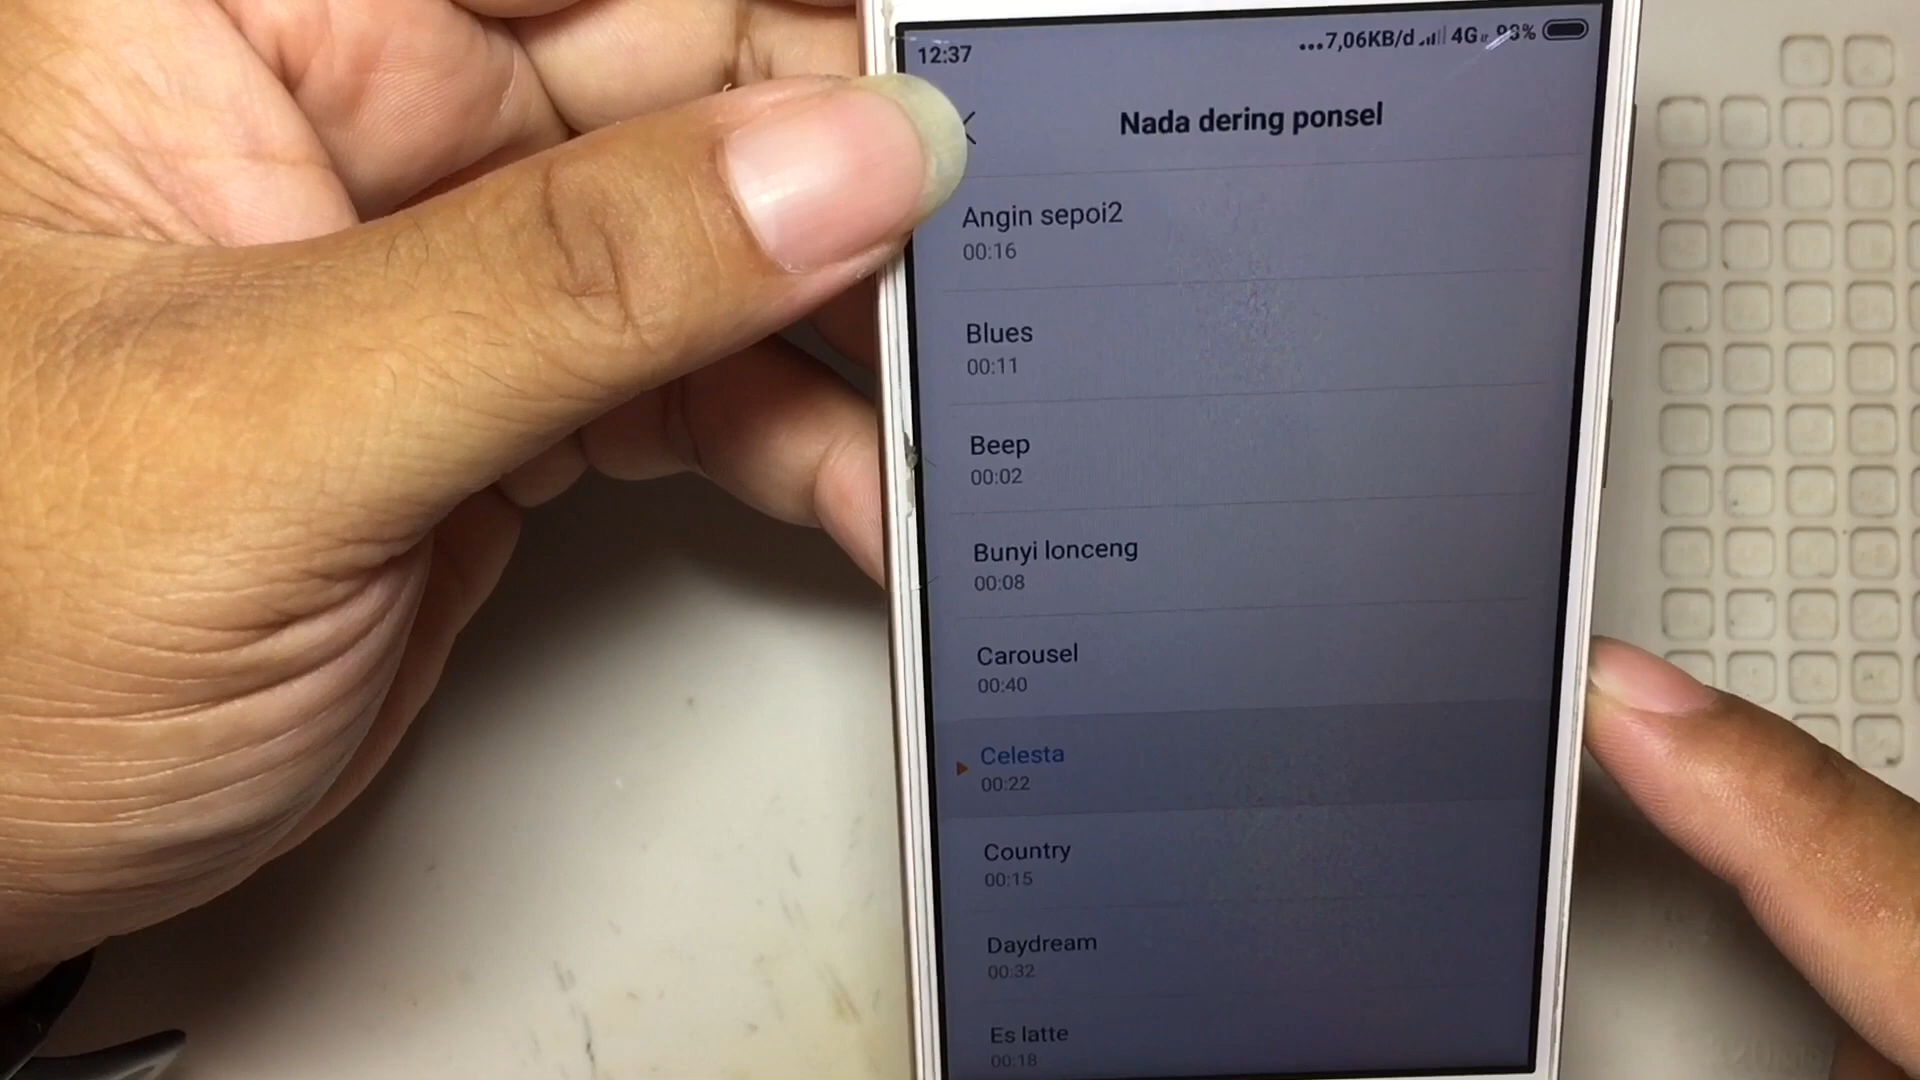 12:37
...7,06KB/d 4G 93%
Nada dering ponsel
Angin sepoi2
00:16
Blues
00:11
Beep
00:02
Bunyi lonceng
00:08
Carousel
00:40
Celesta
00:22
Country
00:15
Daydream
00:32
Es latte
00:18